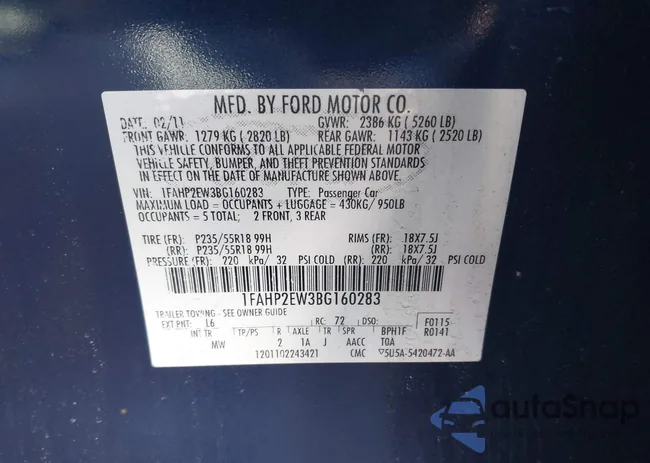 MFD. BY FORD MOTOR CO.
DATE: 02/11 GVWR: 2386 KG ( 5260 LB)
FRONT GAWR: 1279 KG ( 2820 LB) REAR GAWR: 1143 KG ( 2520 LB)
THIS VEHICLE CONFORMS TO ALL APPLICABLE FEDERAL MOTOR
VEHICLE SAFETY, BUMPER, AND THEFT PREVENTION STANDARDS
IN EFFECT ON THE DATE OF MANUFACTURE SHOWN ABOVE.
VIN: 1FAHP2EW3BG160283 TYPE: Passenger Car
MAXIMUM LOAD = OCCUPANTS + LUGGAGE = 430KG/ 950LB
OCCUPANTS = 5 TOTAL: 2 FRONT, 3 REAR
TIRE (FR): P235/55R18 99H RIMS (FR): 18X7.5J
(RR): P235/55R18 99H (RR): 18X7.5J
PRESSURE (FR): 220 kPa/ 32 PSI COLD (RR): 220 kPa/ 32 PSI COLD
1FAHP2EW3BG160283
TRAILER TOWING - SEE OWNER GUIDE
EXT PNT: L6 RC: 72 DSO: F0115
INT TR TP/PS R AXLE TR SPR BPH1F R0141
MW 2 1A J AACC TOA
1201102243421 CMC 5U5A-5420472-AA
autoSnap